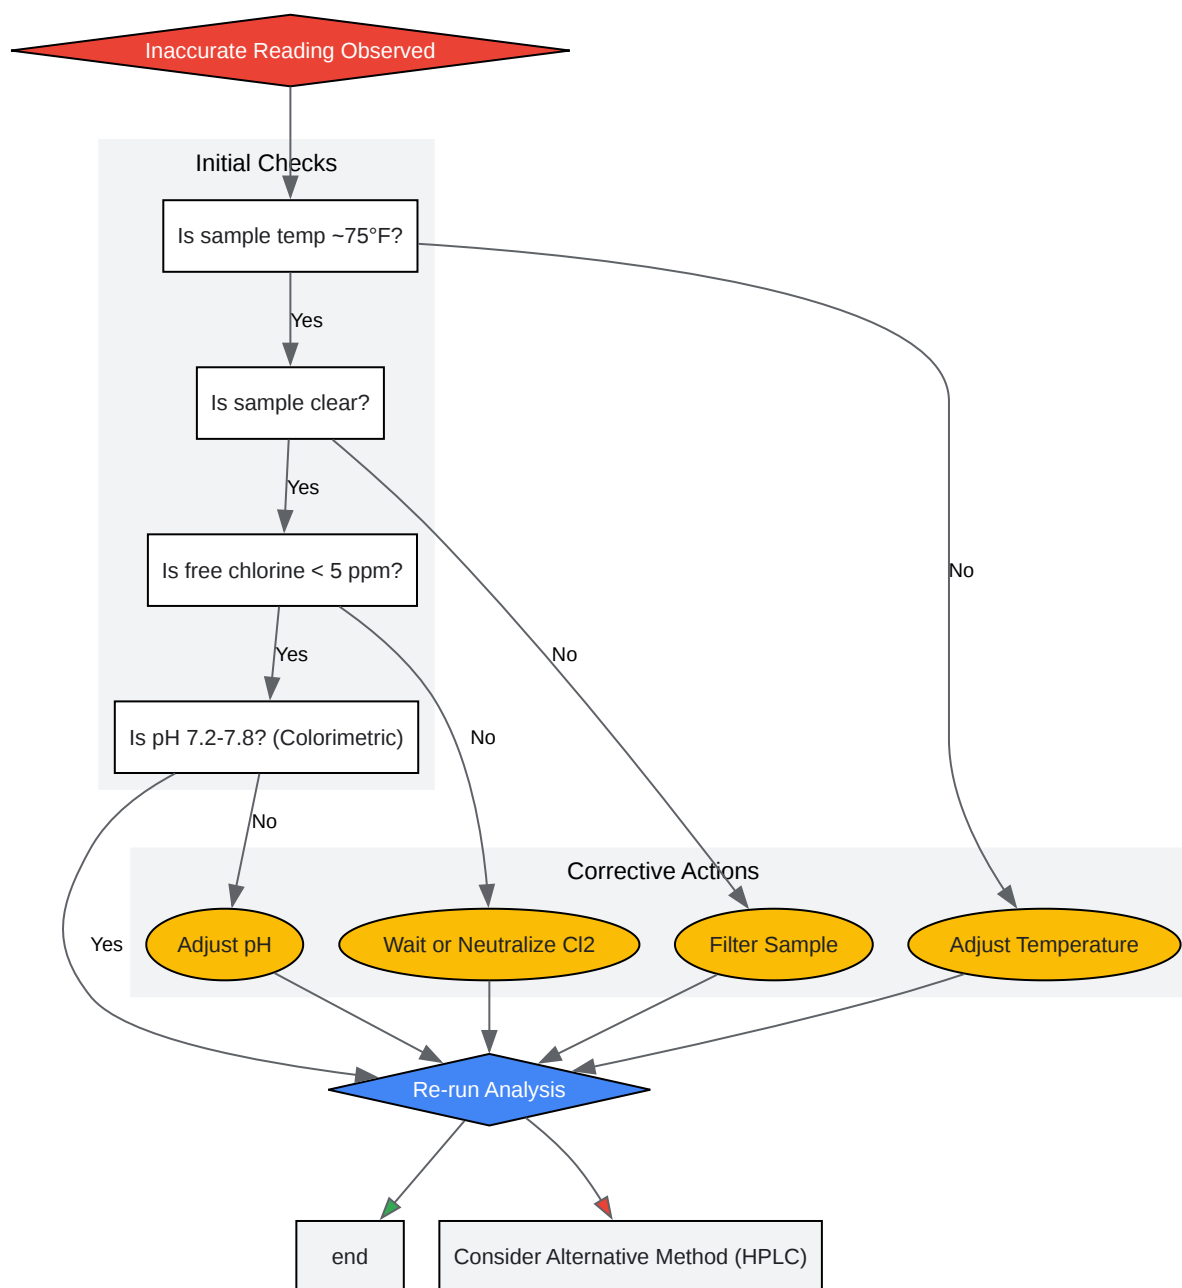 Inaccurate Reading Observed
Initial Checks
Is sample temp ~75°F?
Yes
Is sample clear?
Yes
Is free chlorine < 5 ppm?
No
No
Yes
Is pH 7.2-7.8? (Colorimetric)
No
No
Corrective Actions
Yes
Adjust pH
Wait or Neutralize Cl2
Filter Sample
Adjust Temperature
Re-run Analysis
end
Consider Alternative Method (HPLC)